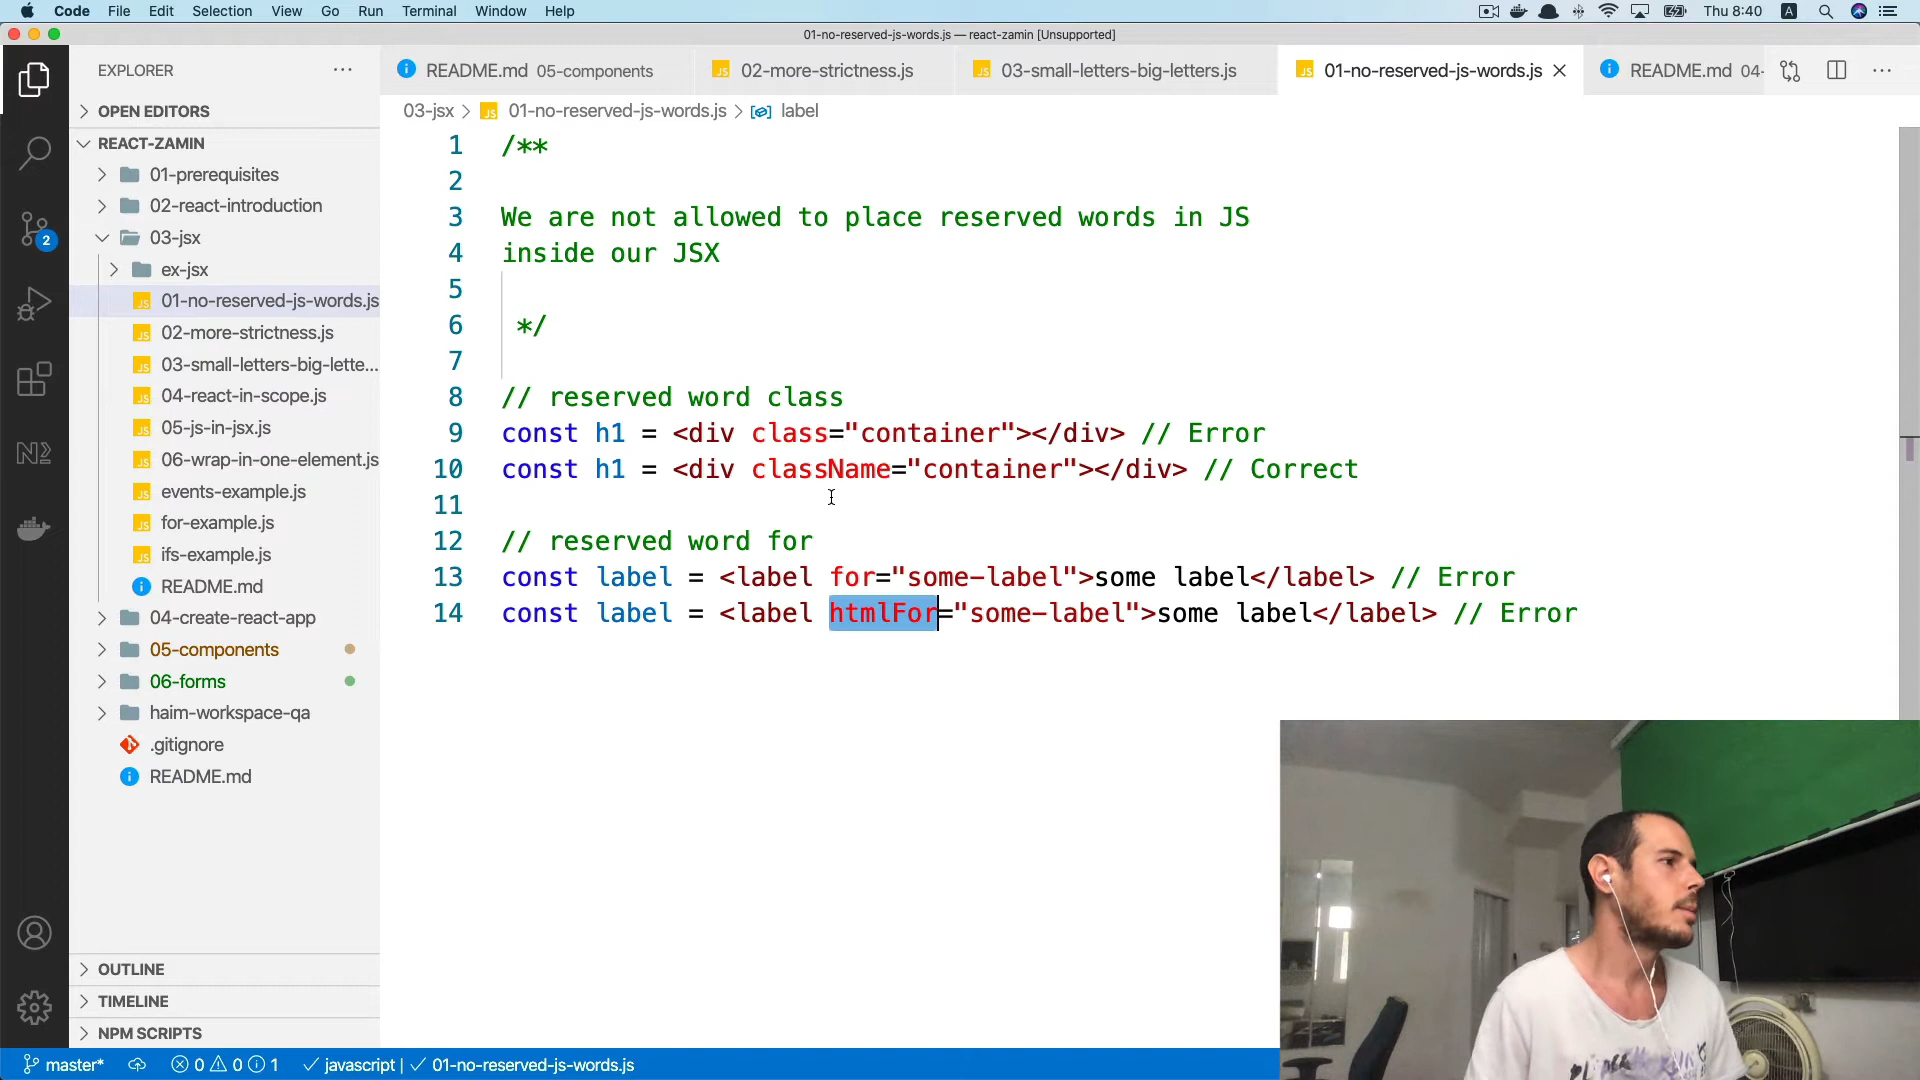 Code File Edit Selection View Go Run Terminal Window Help Thu 8:40 A
01-no-reserved-js-words.js — react-zamin [Unsupported]
EXPLORER
OPEN EDITORS
REACT-ZAMIN
01-prerequisites
02-react-introduction
03-jsx
ex-jsx
01-no-reserved-js-words.js
02-more-strictness.js
03-small-letters-big-lette...
04-react-in-scope.js
05-js-in-jsx.js
06-wrap-in-one-element.js
events-example.js
for-example.js
ifs-example.js
README.md
04-create-react-app
05-components
06-forms
haim-workspace-qa
.gitignore
README.md
OUTLINE
TIMELINE
NPM SCRIPTS
2
README.md 05-components
02-more-strictness.js
03-small-letters-big-letters.js
01-no-reserved-js-words.js
README.md 04-
03-jsx > 01-no-reserved-js-words.js > label
1 /**
2
3 We are not allowed to place reserved words in JS
4 inside our JSX
5
6 */
7
8 // reserved word class
9 const h1 = <div class="container"></div> // Error
10 const h1 = <div className="container"></div> // Correct
11
12 // reserved word for
13 const label = <label for="some-label">some label</label> // Error
14 const label = <label htmlFor="some-label">some label</label> // Error
master* 0 0 1 javascript | 01-no-reserved-js-words.js